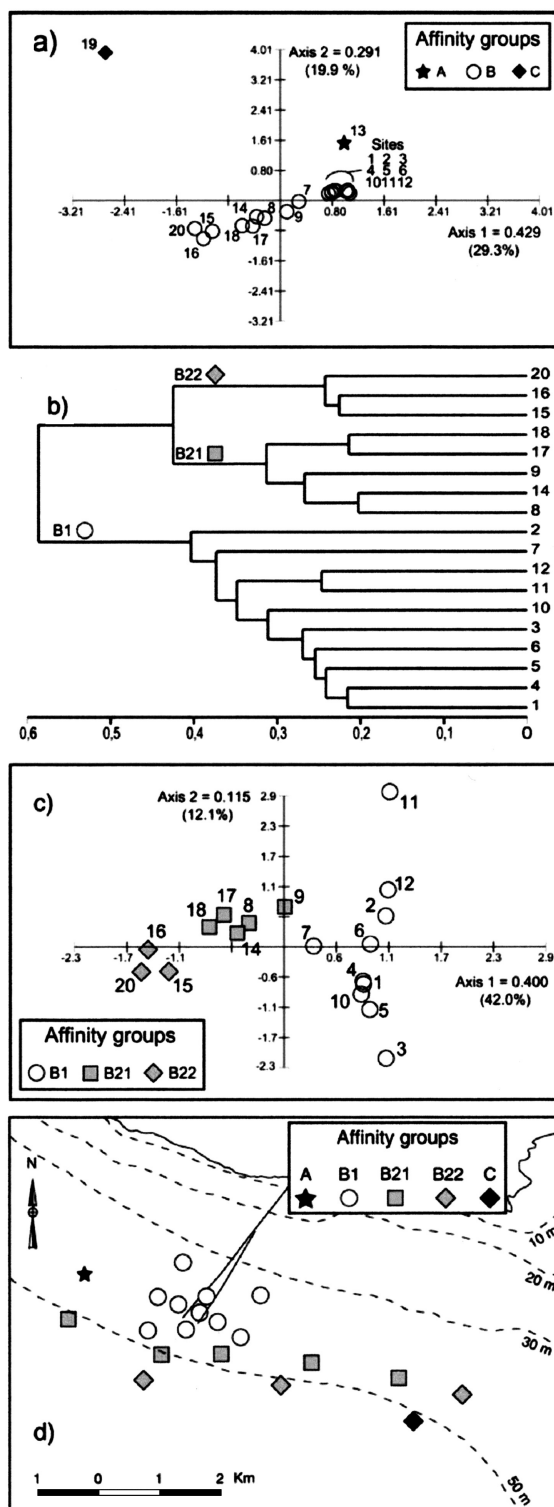 a)
19
4.01
Axis 2 = 0.291
(19.9 %)
3.21
2.41
1.61
0.80
Affinity groups
A B C
13
Sites
1 2 3
4 5 6
10 11 12
-3.21 -2.41 -1.61 0.80 1.61 2.41 3.21 4.01
7
8
9
14
15
20
18
17
16
Axis 1 = 0.429
(29.3%)
-1.61
-2.41
-3.21
b)
B22
B21
B1
20
16
15
18
17
9
14
8
2
7
12
11
10
3
6
5
4
1
0,6 0,5 0,4 0,3 0,2 0,1 0
c)
Axis 2 = 0.115
(12.1%)
2.9
2.3
1.7
1.1
11
12
2
17
8
9
18
14
7
6
16
20
15
-2.3 -1.7 -1.1 0.6 1.1 1.7 2.3 2.9
4
1
10
5
3
Axis 1 = 0.400
(42.0%)
-0.6
-1.1
-1.7
-2.3
Affinity groups
B1 B21 B22
N
Affinity groups
A B1 B21 B22 C
10 m
20 m
30 m
50 m
d)
1 0 1 2 Km